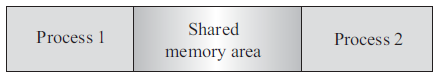 Process 1
Shared
memory area
Process 2